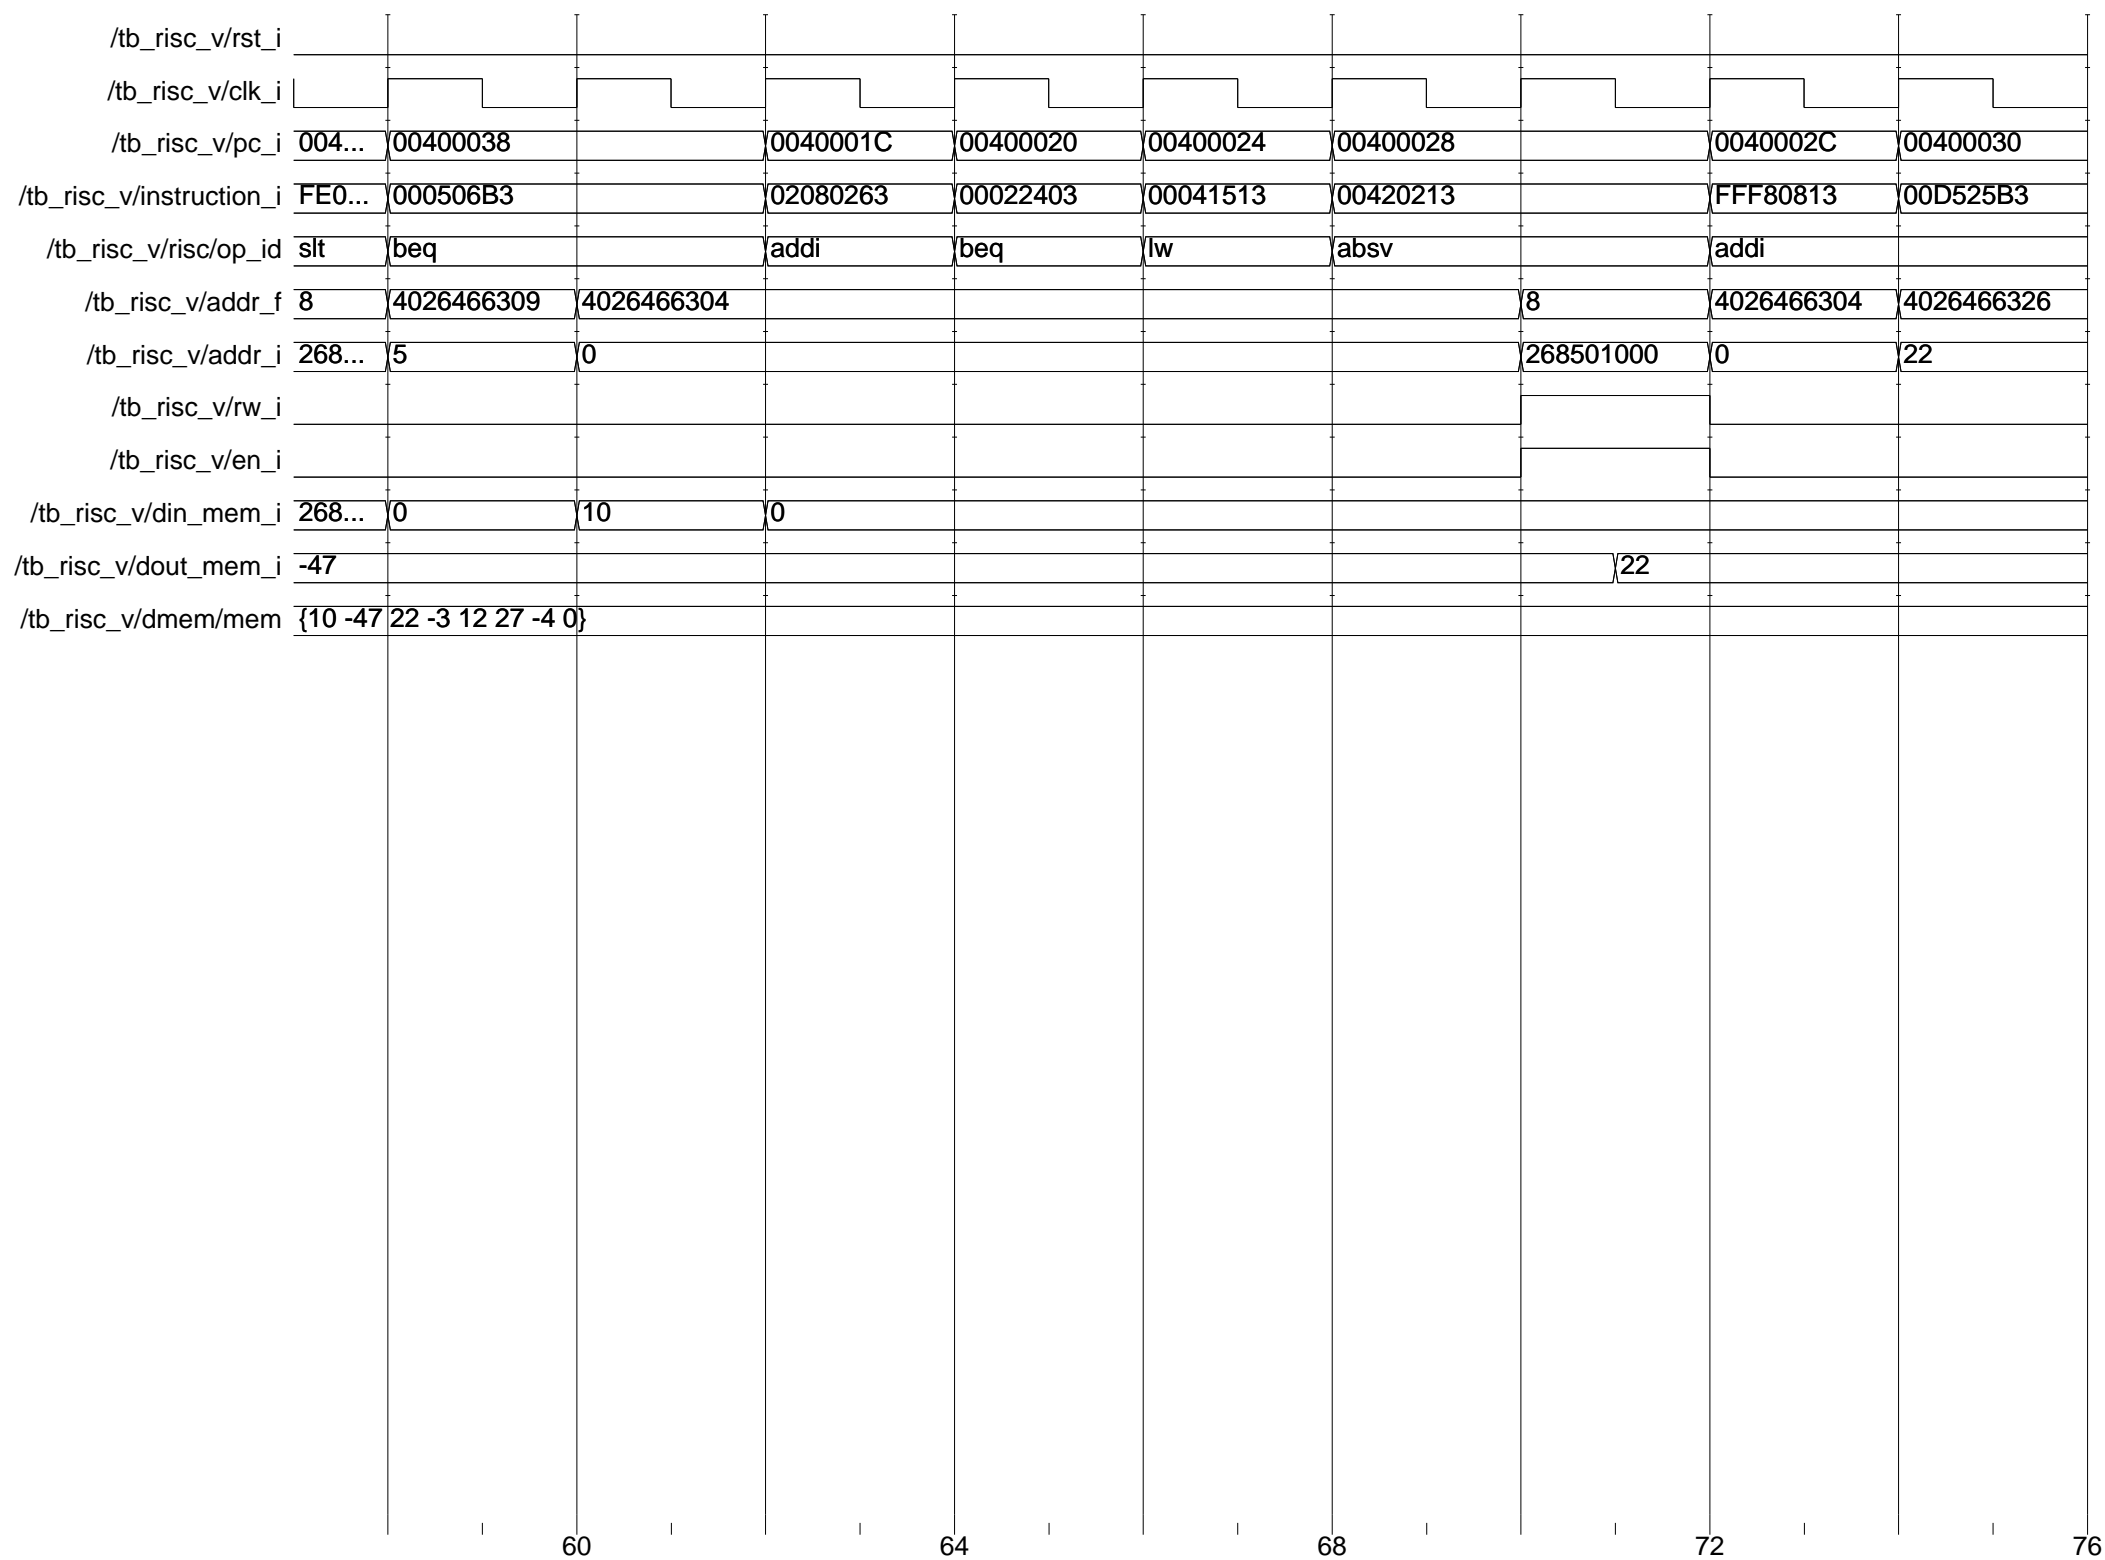 /tb_risc_v/rst_i
/tb_risc_v/clk_i
/tb_risc_v/pc_i 004... 00400038 0040001C 00400020 00400024 00400028 0040002C 00400030
/tb_risc_v/instruction_i FE0... 000506B3 02080263 00022403 00041513 00420213 FFF80813 00D525B3
/tb_risc_v/risc/op_id slt beq addi beq lw absv addi
/tb_risc_v/addr_f 8 4026466309 4026466304 8 4026466304 4026466326
/tb_risc_v/addr_i 268... 5 0 268501000 0 22
/tb_risc_v/rw_i
/tb_risc_v/en_i
/tb_risc_v/din_mem_i 268... 0 10 0
/tb_risc_v/dout_mem_i -47 22
/tb_risc_v/dmem/mem {10 -47 22 -3 12 27 -4 0}
60 64 68 72 76